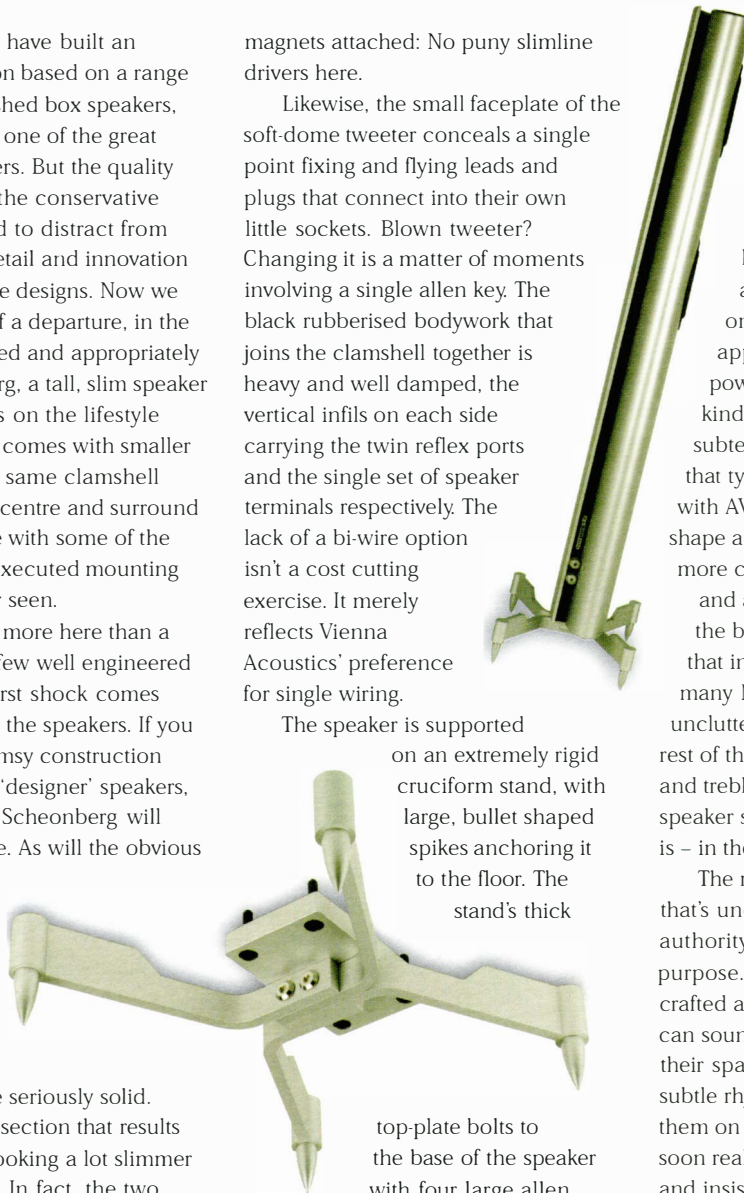 have built an
on based on a range
shed box speakers,
one of the great
ers. But the quality
the conservative
d to distract from
etail and innovation
e designs. Now we
f a departure, in the
ed and appropriately
rg, a tall, slim speaker
s on the lifestyle
comes with smaller
same clamshell
centre and surround
e with some of the
xecuted mounting
seen.
more here than a
few well engineered
rst shock comes
the speakers. If you
msy construction
'designer' speakers,
Scheonberg will
e. As will the obvious
e seriously solid.
section that results
ooking a lot slimmer
In fact, the two
magnets attached: No puny slimline
drivers here.
Likewise, the small faceplate of the
soft-dome tweeter conceals a single
point fixing and flying leads and
plugs that connect into their own
little sockets. Blown tweeter?
Changing it is a matter of moments
involving a single allen key. The
black rubberised bodywork that
joins the clamshell together is
heavy and well damped, the
vertical infils on each side
carrying the twin reflex ports
and the single set of speaker
terminals respectively. The
lack of a bi-wire option
isn't a cost cutting
exercise. It merely
reflects Vienna
Acoustics' preference
for single wiring.
The speaker is supported
on an extremely rigid
cruciform stand, with
large, bullet shaped
spikes anchoring it
to the floor. The
stand's thick
top-plate bolts to
the base of the speaker
with four large allen
a
on
app
pow
kind
subte
that ty
with AV
shape a
more c
and a
the b
that in
many
unclutte
rest of th
and trebl
speaker s
is – in the
The
that's un
authority
purpose.
crafted a
can soun
their spa
subtle rh
them on
soon real
and insis